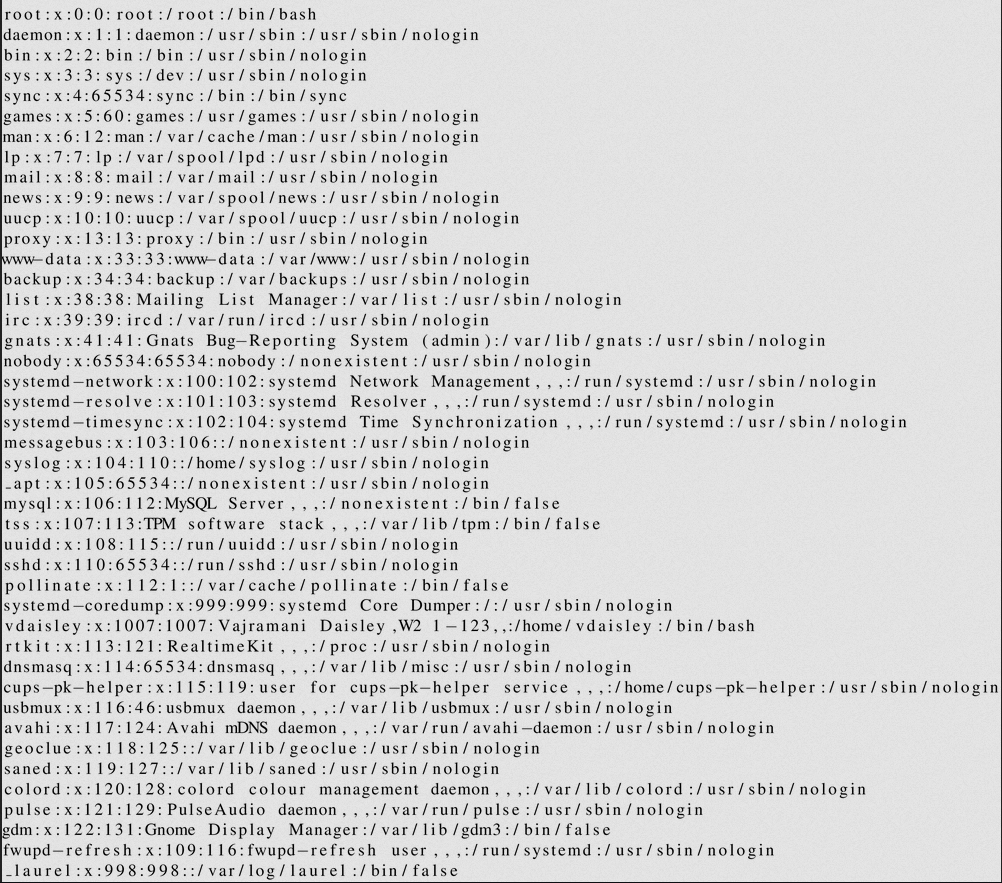 root:x:0:0:root:/root:/bin/bash
daemon:x:1:1:daemon:/usr/sbin:/usr/sbin/nologin
bin:x:2:2:bin:/bin:/usr/sbin/nologin
sys:x:3:3:sys:/dev:/usr/sbin/nologin
sync:x:4:65534:sync:/bin:/bin/sync
games:x:5:60:games:/usr/games:/usr/sbin/nologin
man:x:6:12:man:/var/cache/man:/usr/sbin/nologin
lp:x:7:7:lp:/var/spool/lpd:/usr/sbin/nologin
mail:x:8:8:mail:/var/mail:/usr/sbin/nologin
news:x:9:9:news:/var/spool/news:/usr/sbin/nologin
uucp:x:10:10:uucp:/var/spool/uucp:/usr/sbin/nologin
proxy:x:13:13:proxy:/bin:/usr/sbin/nologin
www-data:x:33:33:www-data:/var/www:/usr/sbin/nologin
backup:x:34:34:backup:/var/backups:/usr/sbin/nologin
list:x:38:38:Mailing List Manager:/var/list:/usr/sbin/nologin
irc:x:39:39:ircd:/var/run/ircd:/usr/sbin/nologin
gnats:x:41:41:Gnats Bug-Reporting System (admin):/var/lib/gnats:/usr/sbin/nologin
nobody:x:65534:65534:nobody:/nonexistent:/usr/sbin/nologin
systemd-network:x:100:102:systemd Network Management,,,:/run/systemd:/usr/sbin/nologin
systemd-resolve:x:101:103:systemd Resolver,,,:/run/systemd:/usr/sbin/nologin
systemd-timesync:x:102:104:systemd Time Synchronization,,,:/run/systemd:/usr/sbin/nologin
messagebus:x:103:106::/nonexistent:/usr/sbin/nologin
syslog:x:104:110::/home/syslog:/usr/sbin/nologin
_apt:x:105:65534::/nonexistent:/usr/sbin/nologin
mysql:x:106:112:MySQL Server,,,:/nonexistent:/bin/false
tss:x:107:113:TPM software stack,,,:/var/lib/tpm:/bin/false
uuidd:x:108:115::/run/uuidd:/usr/sbin/nologin
sshd:x:110:65534::/run/sshd:/usr/sbin/nologin
pollinate:x:112:1::/var/cache/pollinate:/bin/false
systemd-coredump:x:999:999:systemd Core Dumper:/:/usr/sbin/nologin
vdaisley:x:1007:1007:Vajramani Daisley,W2 1-123,,:/home/vdaisley:/bin/bash
rtkit:x:113:121:RealtimeKit,,,:/proc:/usr/sbin/nologin
dnsmasq:x:114:65534:dnsmasq,,,:/var/lib/misc:/usr/sbin/nologin
cups-pk-helper:x:115:119:user for cups-pk-helper service,,,:/home/cups-pk-helper:/usr/sbin/nologin
usbmux:x:116:46:usbmux daemon,,,:/var/lib/usbmux:/usr/sbin/nologin
avahi:x:117:124:Avahi mDNS daemon,,,:/var/run/avahi-daemon:/usr/sbin/nologin
geoclue:x:118:125::/var/lib/geoclue:/usr/sbin/nologin
saned:x:119:127::/var/lib/saned:/usr/sbin/nologin
colord:x:120:128:colord colour management daemon,,,:/var/lib/colord:/usr/sbin/nologin
pulse:x:121:129:PulseAudio daemon,,,:/var/run/pulse:/usr/sbin/nologin
gdm:x:122:131:Gnome Display Manager:/var/lib/gdm3:/bin/false
fwupd-refresh:x:109:116:fwupd-refresh user,,,:/run/systemd:/usr/sbin/nologin
_laurel:x:998:998::/var/log/laurel:/bin/false